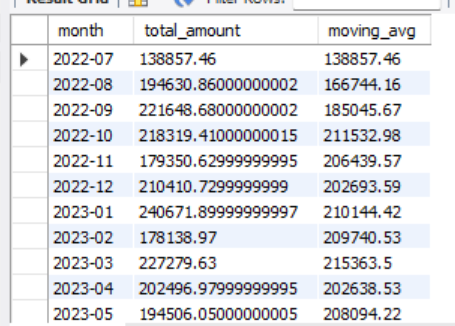 Result Grid Filter Rows:
month total_amount moving_avg
2022-07 138857.46 138857.46
2022-08 194630.86000000002 166744.16
2022-09 221648.68000000002 185045.67
2022-10 218319.41000000015 211532.98
2022-11 179350.62999999995 206439.57
2022-12 210410.7299999999 202693.59
2023-01 240671.89999999997 210144.42
2023-02 178138.97 209740.53
2023-03 227279.63 215363.5
2023-04 202496.97999999995 202638.53
2023-05 194506.05000000005 208094.22